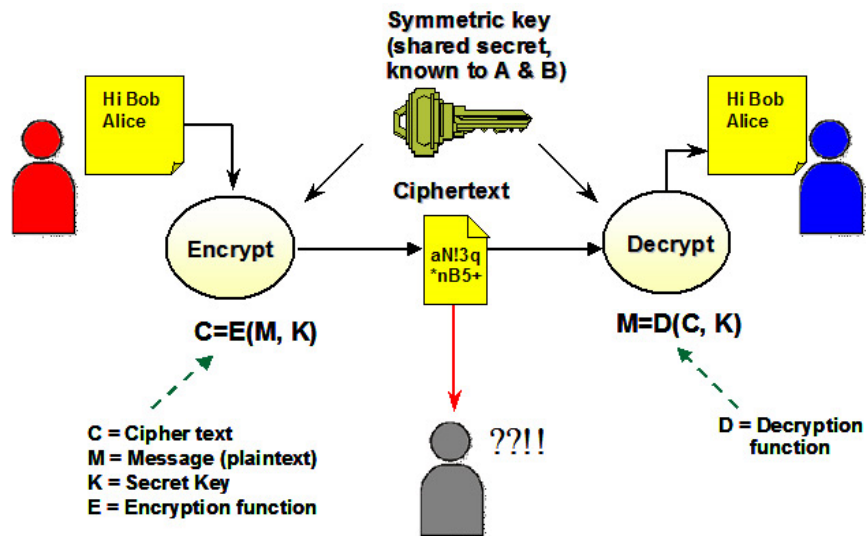 Symmetric key
(shared secret,
known to A & B)
Hi Bob
Alice
Hi Bob
Alice
Ciphertext
Encrypt
aN!3q
*nB5+
Decrypt
C=E(M, K)
M=D(C, K)
??!!
C = Cipher text
M = Message (plaintext)
K = Secret Key
E = Encryption function
D = Decryption
function